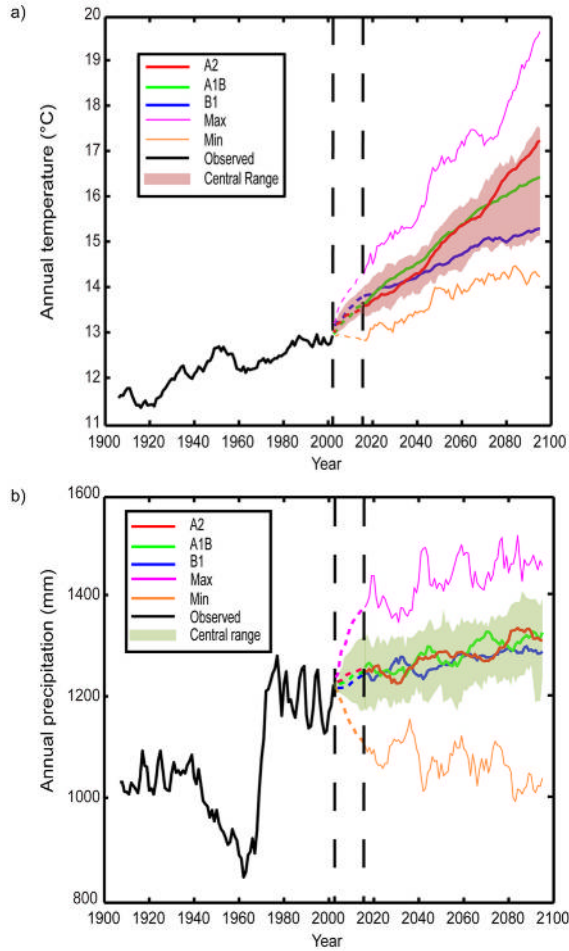 a)
Annual temperature (°C)
20
19
18
17
16
15
14
13
12
11
A2
A1B
B1
Max
Min
Observed
Central Range
1900 1920 1940 1960 1980 2000 2020 2040 2060 2080 2100
Year
b)
Annual precipitation (mm)
1600
1400
1200
1000
800
A2
A1B
B1
Max
Min
Observed
Central range
1900 1920 1940 1960 1980 2000 2020 2040 2060 2080 2100
Year